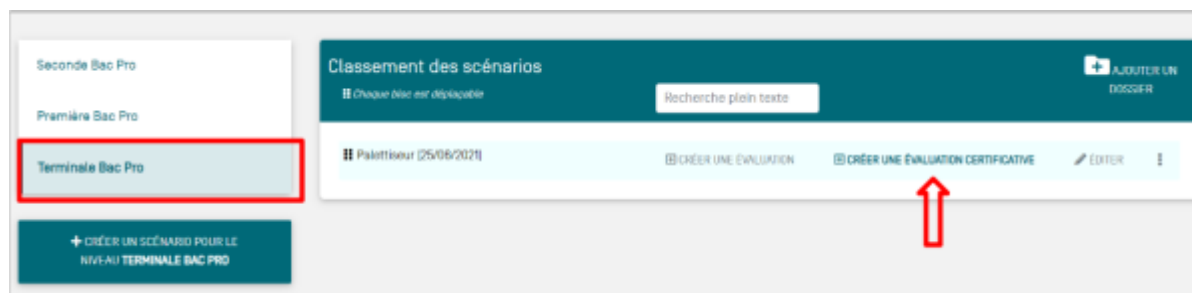 Seconde Bac Pro
Première Bac Pro
Terminale Bac Pro
+ CRÉER UN SCÉNARIO POUR LE
NIVEAU TERMINALE BAC PRO
Classement des scénarios
Chaque bloc est déplaçable
Recherche plein texte
AJOUTER UN
DOSSIER
Palettiseur (25/06/2021)
CRÉER UNE ÉVALUATION
CRÉER UNE ÉVALUATION CERTIFICATIVE
ÉDITER